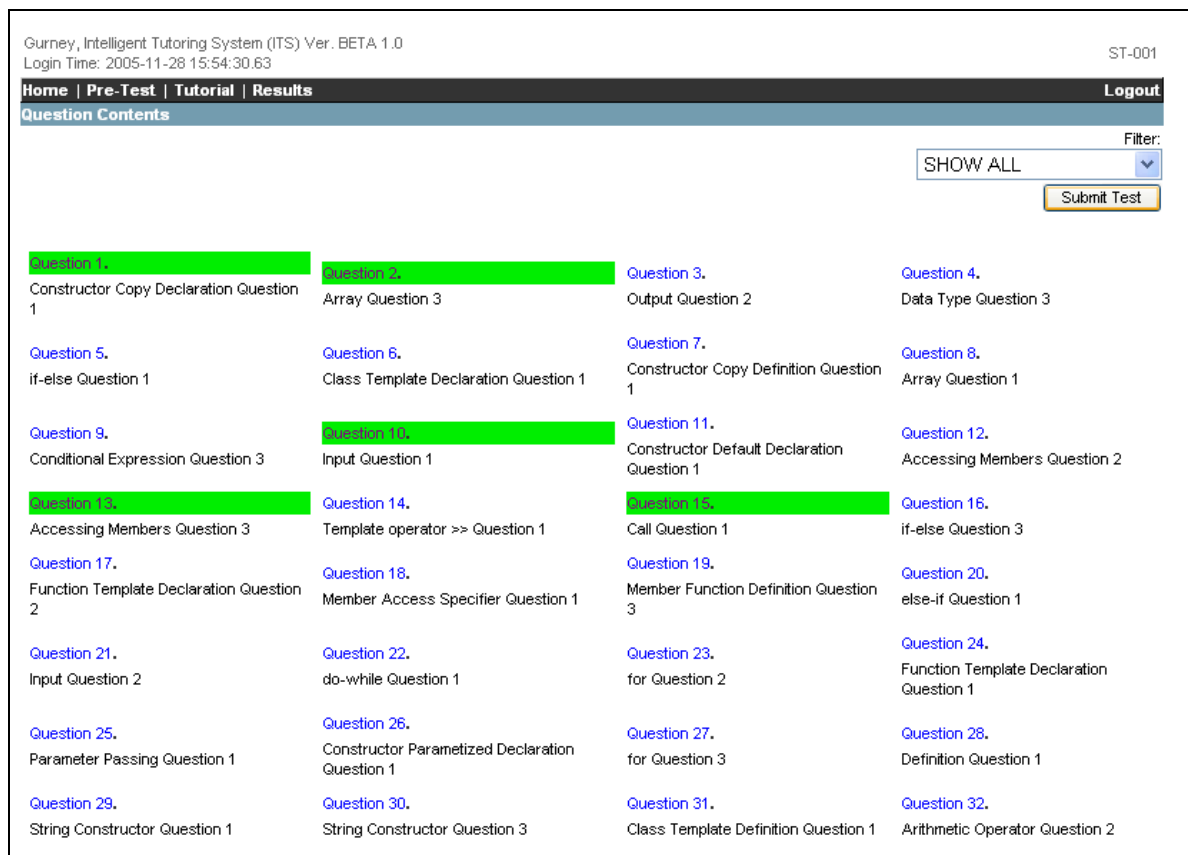 Gurney, Intelligent Tutoring System (ITS) Ver. BETA 1.0
Login Time: 2005-11-28 15:54:30.63
ST-001
Home | Pre-Test | Tutorial | Results
Logout
Question Contents
Filter:
SHOW ALL
Submit Test
Question 1.
Constructor Copy Declaration Question
1
Question 2.
Array Question 3
Question 3.
Output Question 2
Question 4.
Data Type Question 3
Question 5.
if-else Question 1
Question 6.
Class Template Declaration Question 1
Question 7.
Constructor Copy Definition Question
1
Question 8.
Array Question 1
Question 9.
Conditional Expression Question 3
Question 10.
Input Question 1
Question 11.
Constructor Default Declaration
Question 1
Question 12.
Accessing Members Question 2
Question 13.
Accessing Members Question 3
Question 14.
Template operator >> Question 1
Question 15.
Call Question 1
Question 16.
if-else Question 3
Question 17.
Function Template Declaration Question
2
Question 18.
Member Access Specifier Question 1
Question 19.
Member Function Definition Question
3
Question 20.
else-if Question 1
Question 21.
Input Question 2
Question 22.
do-while Question 1
Question 23.
for Question 2
Question 24.
Function Template Declaration
Question 1
Question 25.
Parameter Passing Question 1
Question 26.
Constructor Parametized Declaration
Question 1
Question 27.
for Question 3
Question 28.
Definition Question 1
Question 29.
String Constructor Question 1
Question 30.
String Constructor Question 3
Question 31.
Class Template Definition Question 1
Question 32.
Arithmetic Operator Question 2